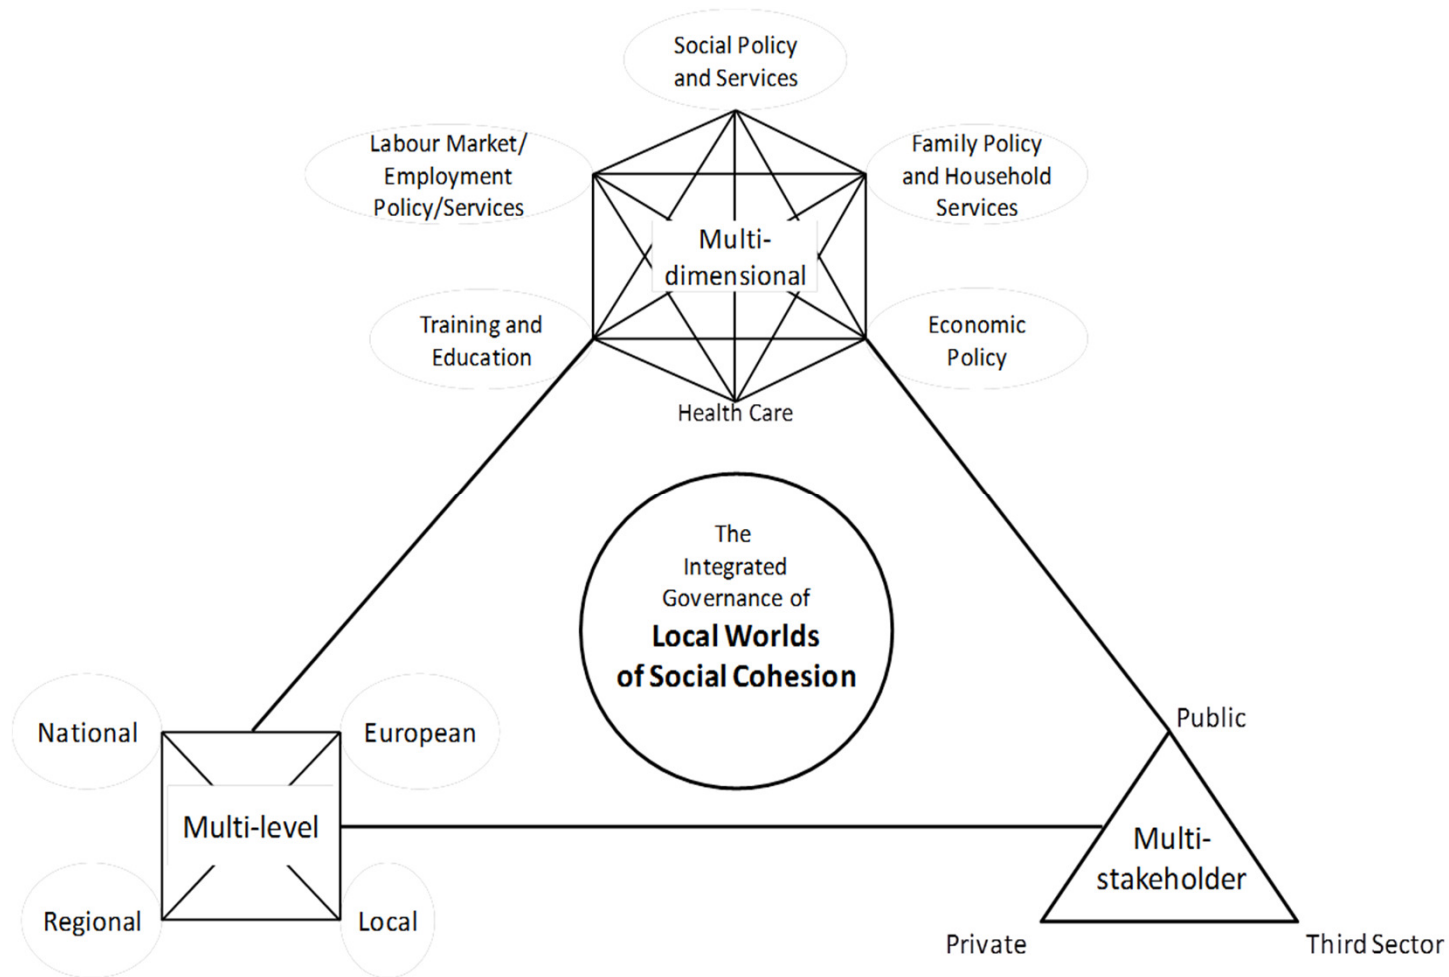 Social Policy
and Services
Labour Market/
Employment
Policy/Services
Family Policy
and Household
Services
Multi-
dimensional
Training and
Education
Economic
Policy
Health Care
The
Integrated
Governance of
Local Worlds
of Social Cohesion
National
European
Multi-level
Regional
Local
Public
Multi-
stakeholder
Private
Third Sector